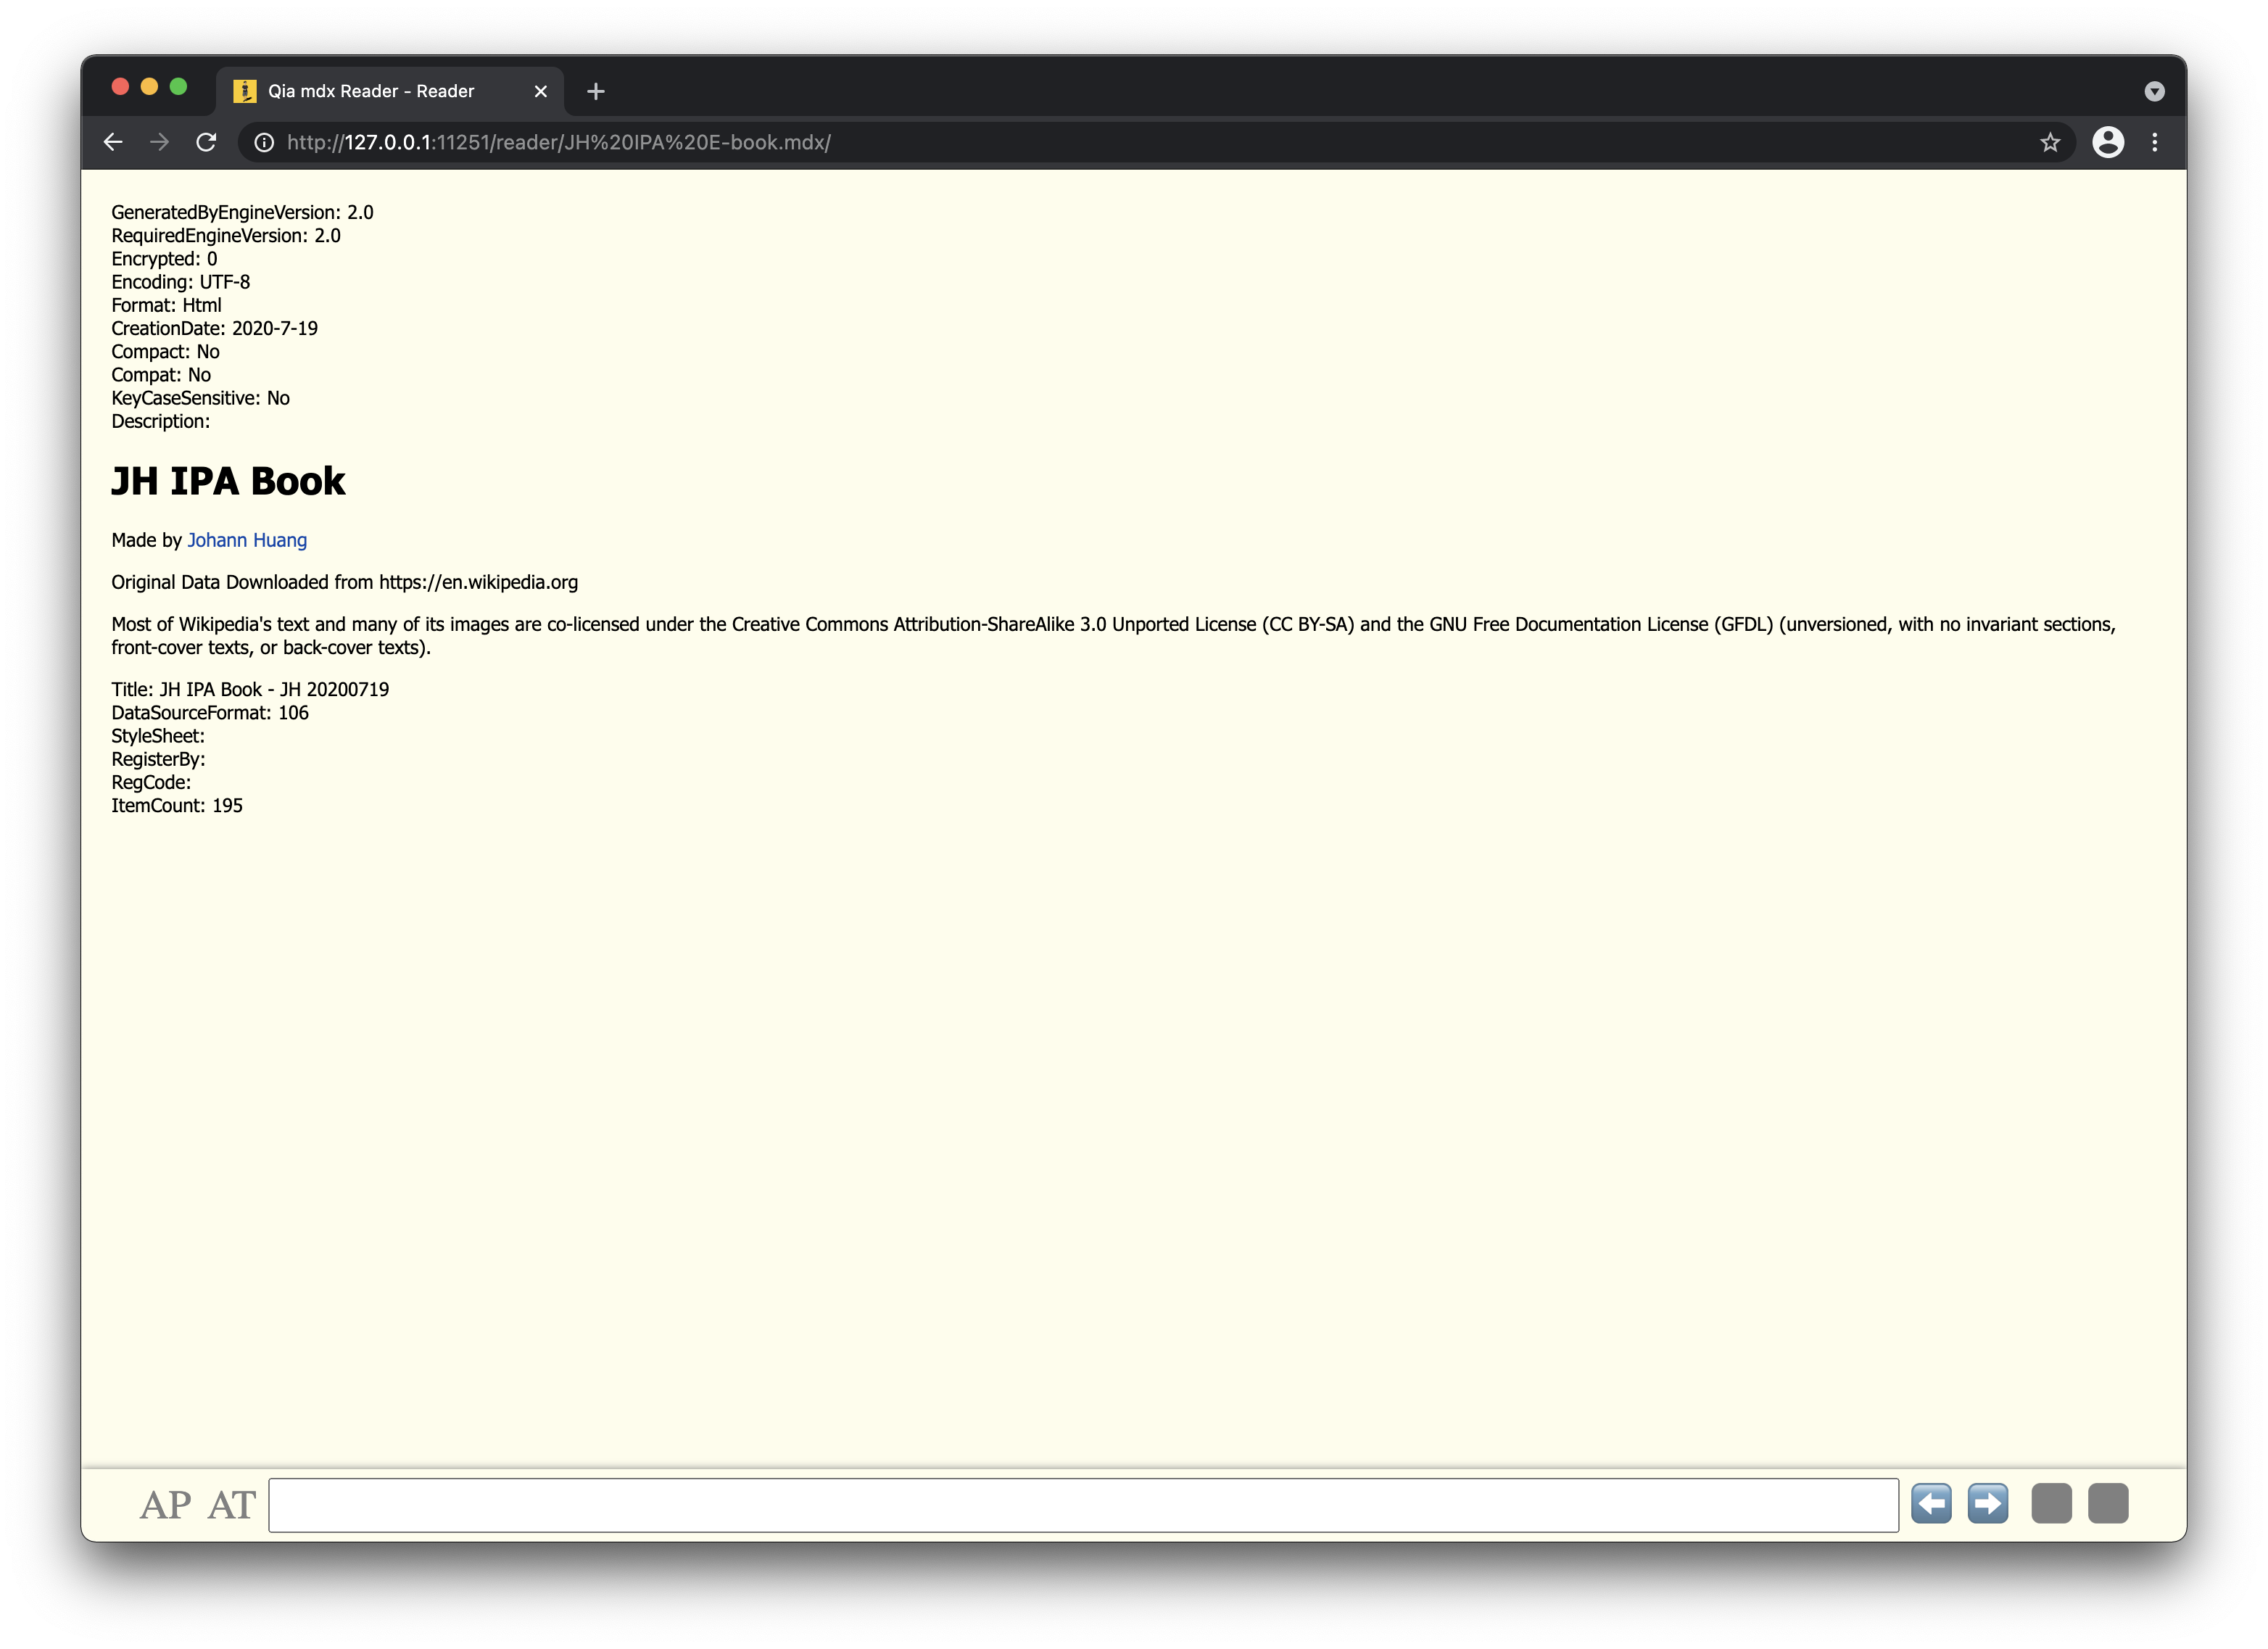 Qia mdx Reader - Reader
http://127.0.0.1:11251/reader/JH%20IPA%20E-book.mdx/
GeneratedByEngineVersion: 2.0
RequiredEngineVersion: 2.0
Encrypted: 0
Encoding: UTF-8
Format: Html
CreationDate: 2020-7-19
Compact: No
Compat: No
KeyCaseSensitive: No
Description:
JH IPA Book
Made by Johann Huang
Original Data Downloaded from https://en.wikipedia.org
Most of Wikipedia's text and many of its images are co-licensed under the Creative Commons Attribution-ShareAlike 3.0 Unported License (CC BY-SA) and the GNU Free Documentation License (GFDL) (unversioned, with no invariant sections,
front-cover texts, or back-cover texts).
Title: JH IPA Book - JH 20200719
DataSourceFormat: 106
StyleSheet:
RegisterBy:
RegCode:
ItemCount: 195
AP AT